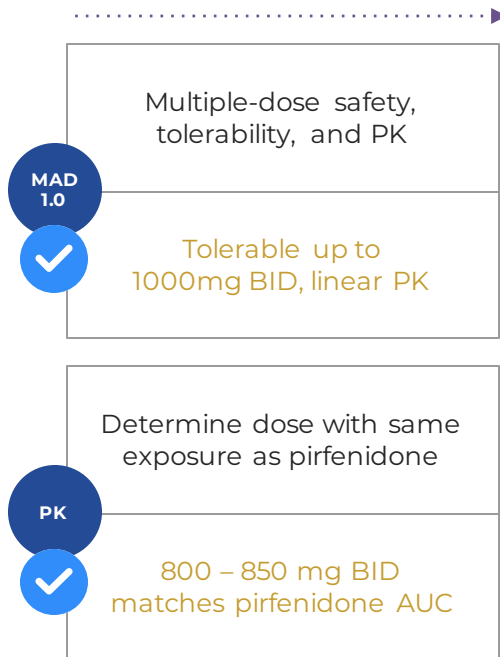 Multiple-dose safety,
tolerability, and PK
MAD
1.0
Tolerable up to
1000mg BID, linear PK
Determine dose with same
exposure as pirfenidone
PK
800 – 850 mg BID
matches pirfenidone AUC